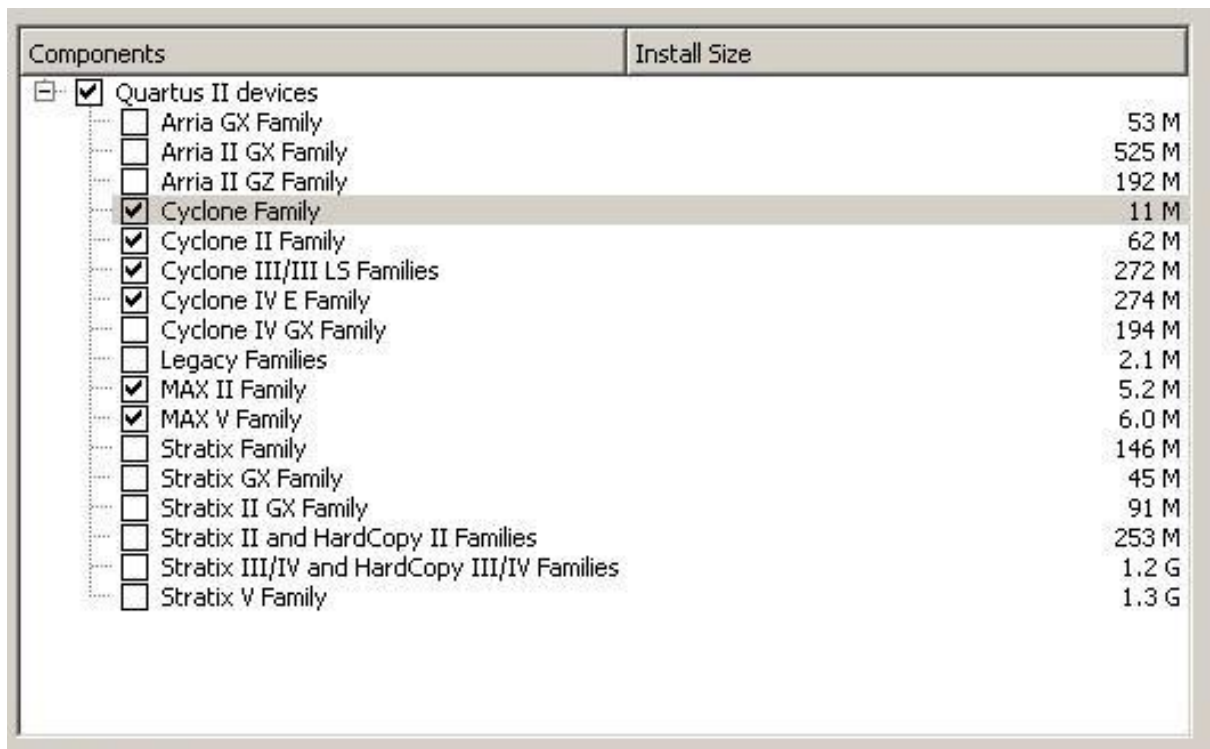 Components Install Size
Quartus II devices
Arria GX Family 53 M
Arria II GX Family 525 M
Arria II GZ Family 192 M
Cyclone Family 11 M
Cyclone II Family 62 M
Cyclone III/III LS Families 272 M
Cyclone IV E Family 274 M
Cyclone IV GX Family 194 M
Legacy Families 2.1 M
MAX II Family 5.2 M
MAX V Family 6.0 M
Stratix Family 146 M
Stratix GX Family 45 M
Stratix II GX Family 91 M
Stratix II and HardCopy II Families 253 M
Stratix III/IV and HardCopy III/IV Families 1.2 G
Stratix V Family 1.3 G